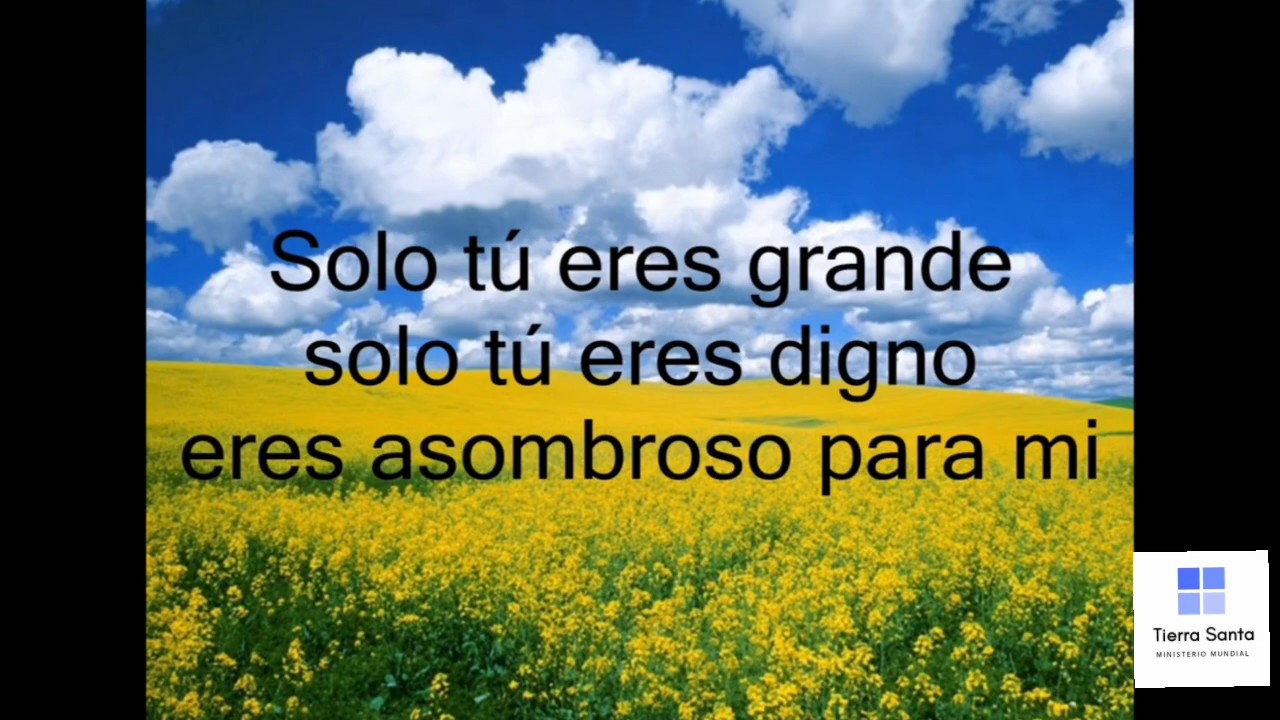 Solo tú eres grande
solo tú eres digno
eres asombroso para mi
Tierra Santa
MINISTERIO MUNDIAL